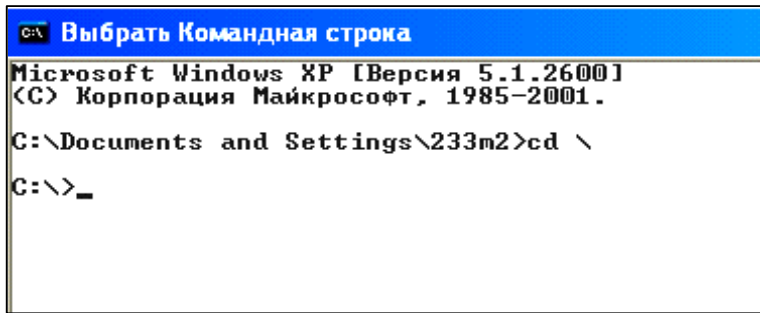 C:\ Выбрать Командная строка
Microsoft Windows XP [Версия 5.1.2600]
(C) Корпорация Майкрософт, 1985-2001.
C:\Documents and Settings\233m2>cd \
C:\>_